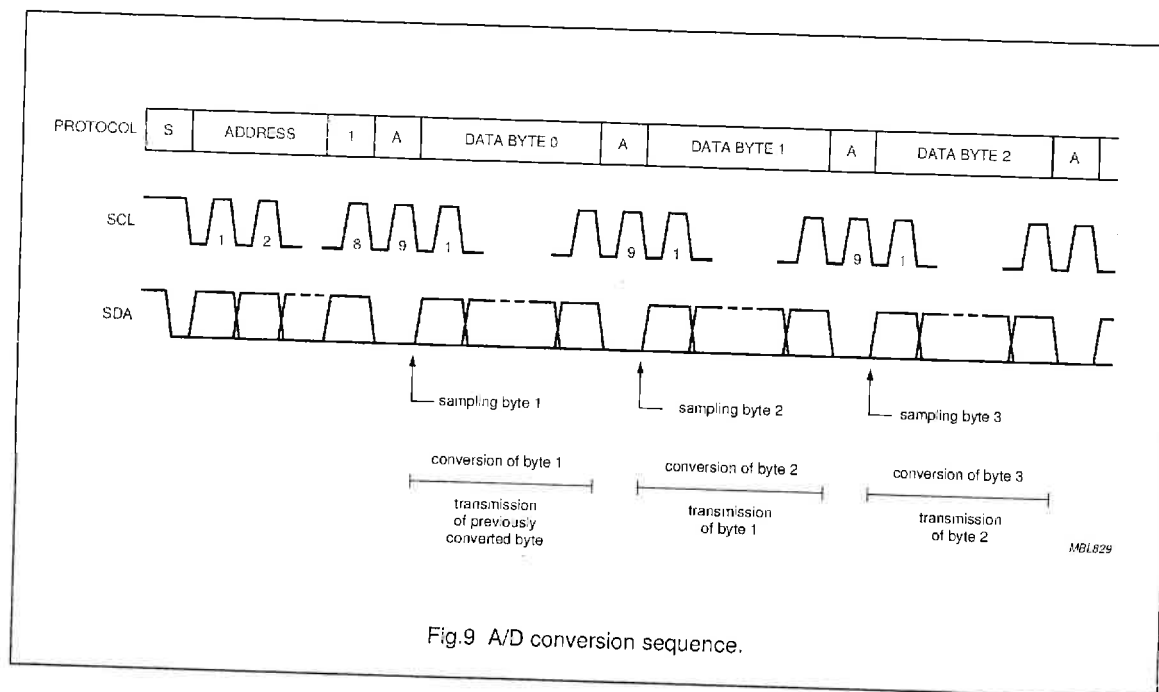 PROTOCOL S ADDRESS 1 A DATA BYTE 0 A DATA BYTE 1 A DATA BYTE 2 A
SCL 1 2 8 9 1 9 1 9 1
SDA
sampling byte 1 sampling byte 2 sampling byte 3
conversion of byte 1 conversion of byte 2 conversion of byte 3
transmission transmission transmission
of previously of byte 1 of byte 2
converted byte
MBL829
Fig.9 A/D conversion sequence.